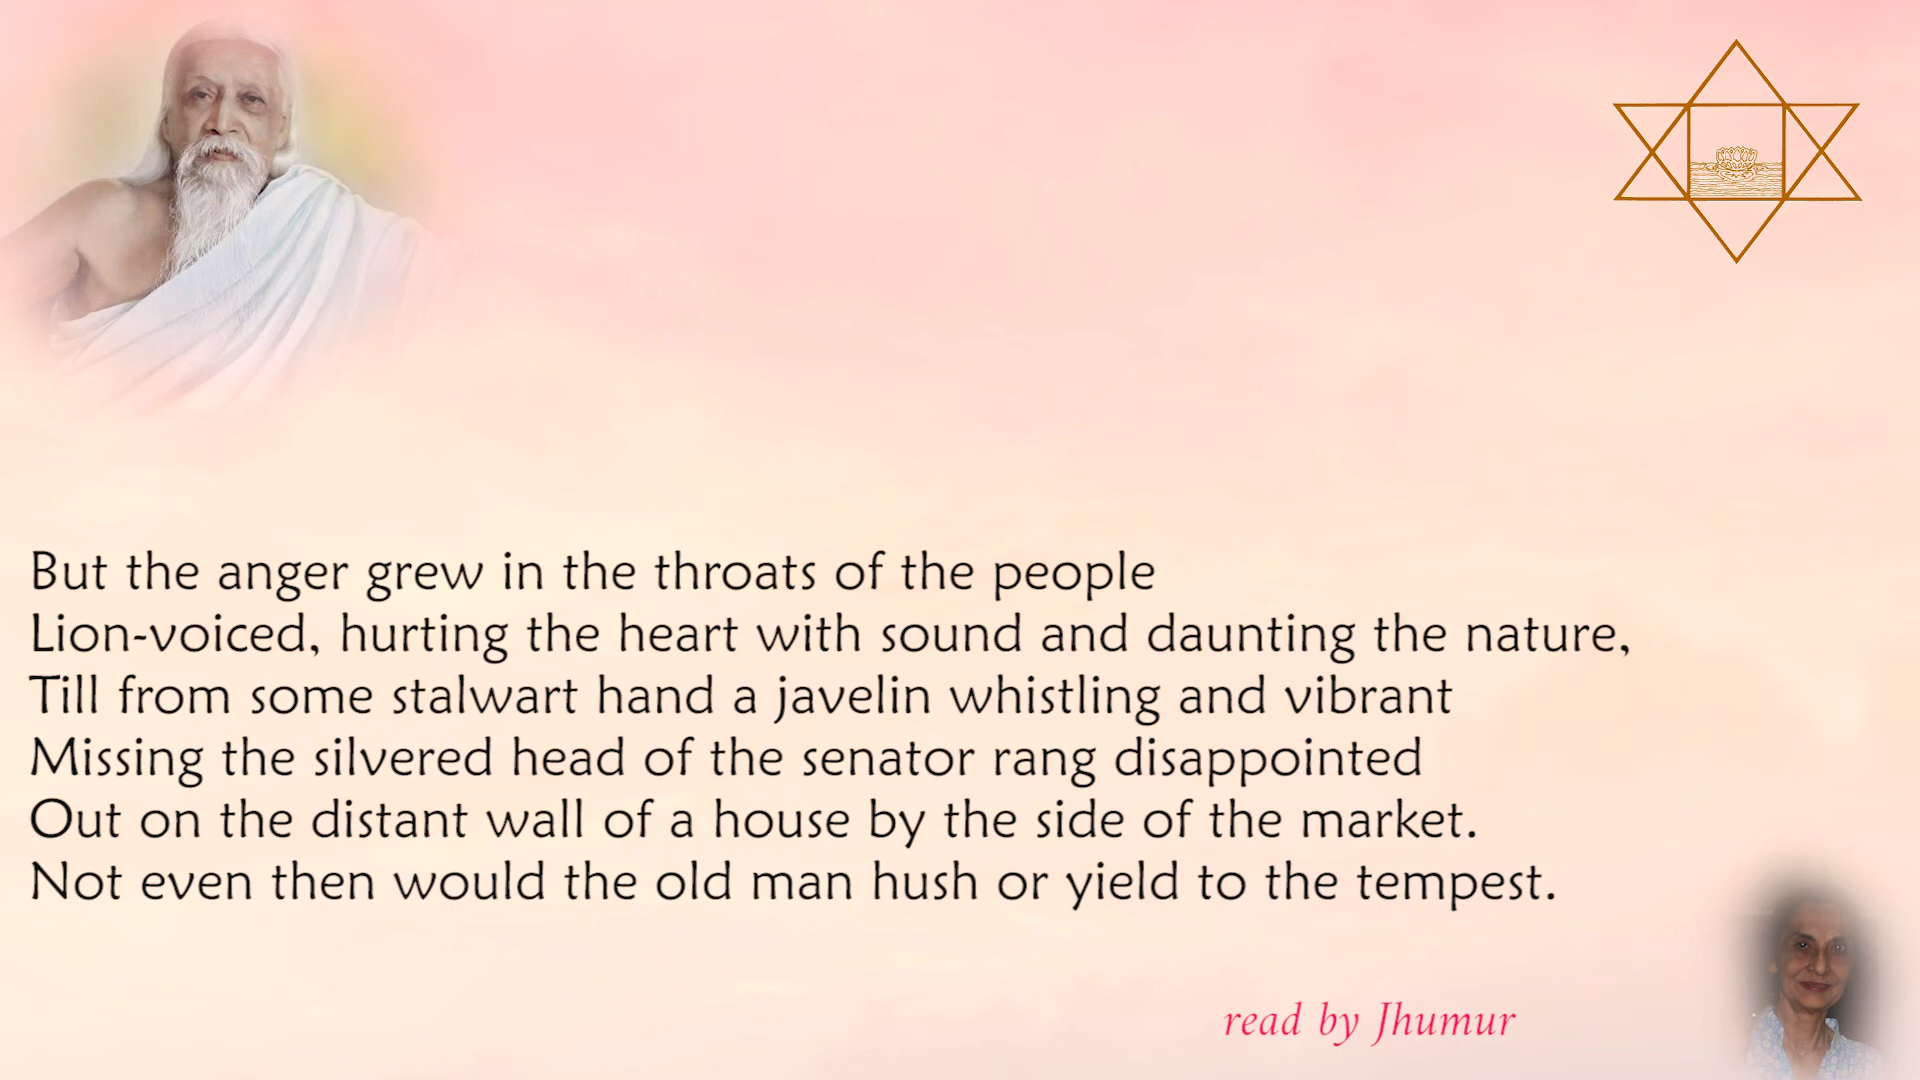 But the anger grew in the throats of the people
Lion-voiced, hurting the heart with sound and daunting the nature,
Till from some stalwart hand a javelin whistling and vibrant
Missing the silvered head of the senator rang disappointed
Out on the distant wall of a house by the side of the market.
Not even then would the old man hush or yield to the tempest.
read by Jhumur